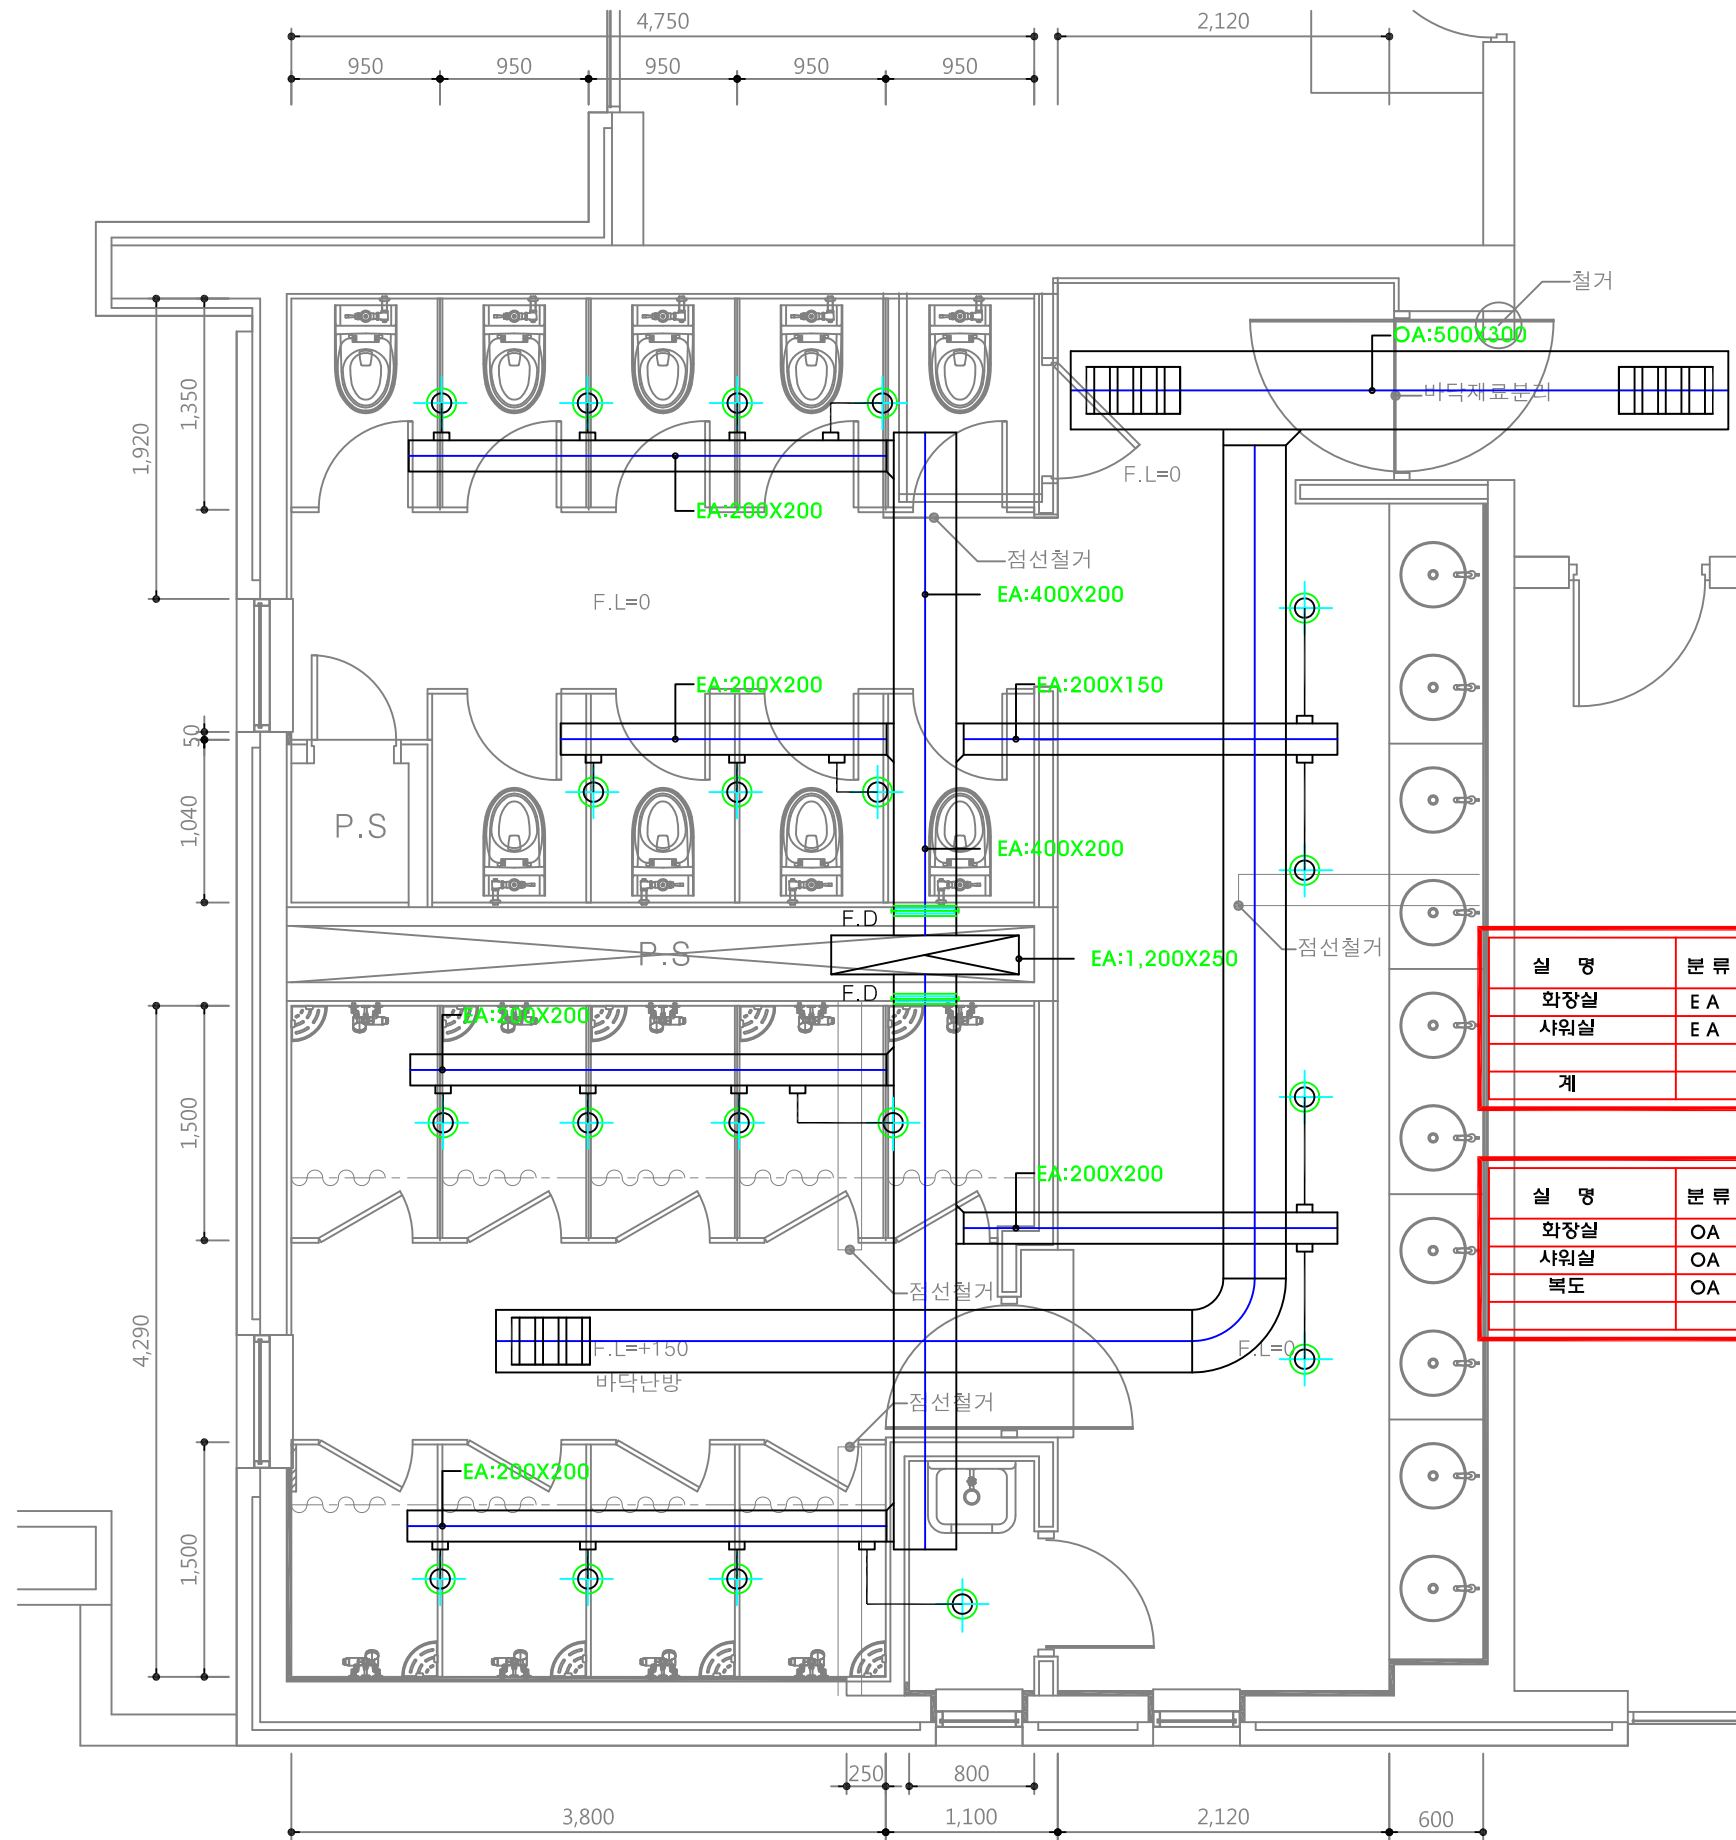 4,750
2,120
950
950
950
950
950
철거
OA:500X300
바닥재료분리
1,350
1,920
F.L=0
EA:200X200
점선철거
EA:400X200
F.L=0
EA:200X200
EA:200X150
50
1,040
P.S
EA:400X200
F.D
점선철거
P.S
EA:1,200X250
F.D
실 명
분 류
화장실
E A
샤워실
E A
계
EA:200X200
1,500
EA:200X200
실 명
분 류
화장실
OA
샤워실
OA
복도
OA
점선철거
4,290
F.L=+150
F.L=0
바닥난방
점선철거
EA:200X200
1,500
250
800
3,800
1,100
2,120
600